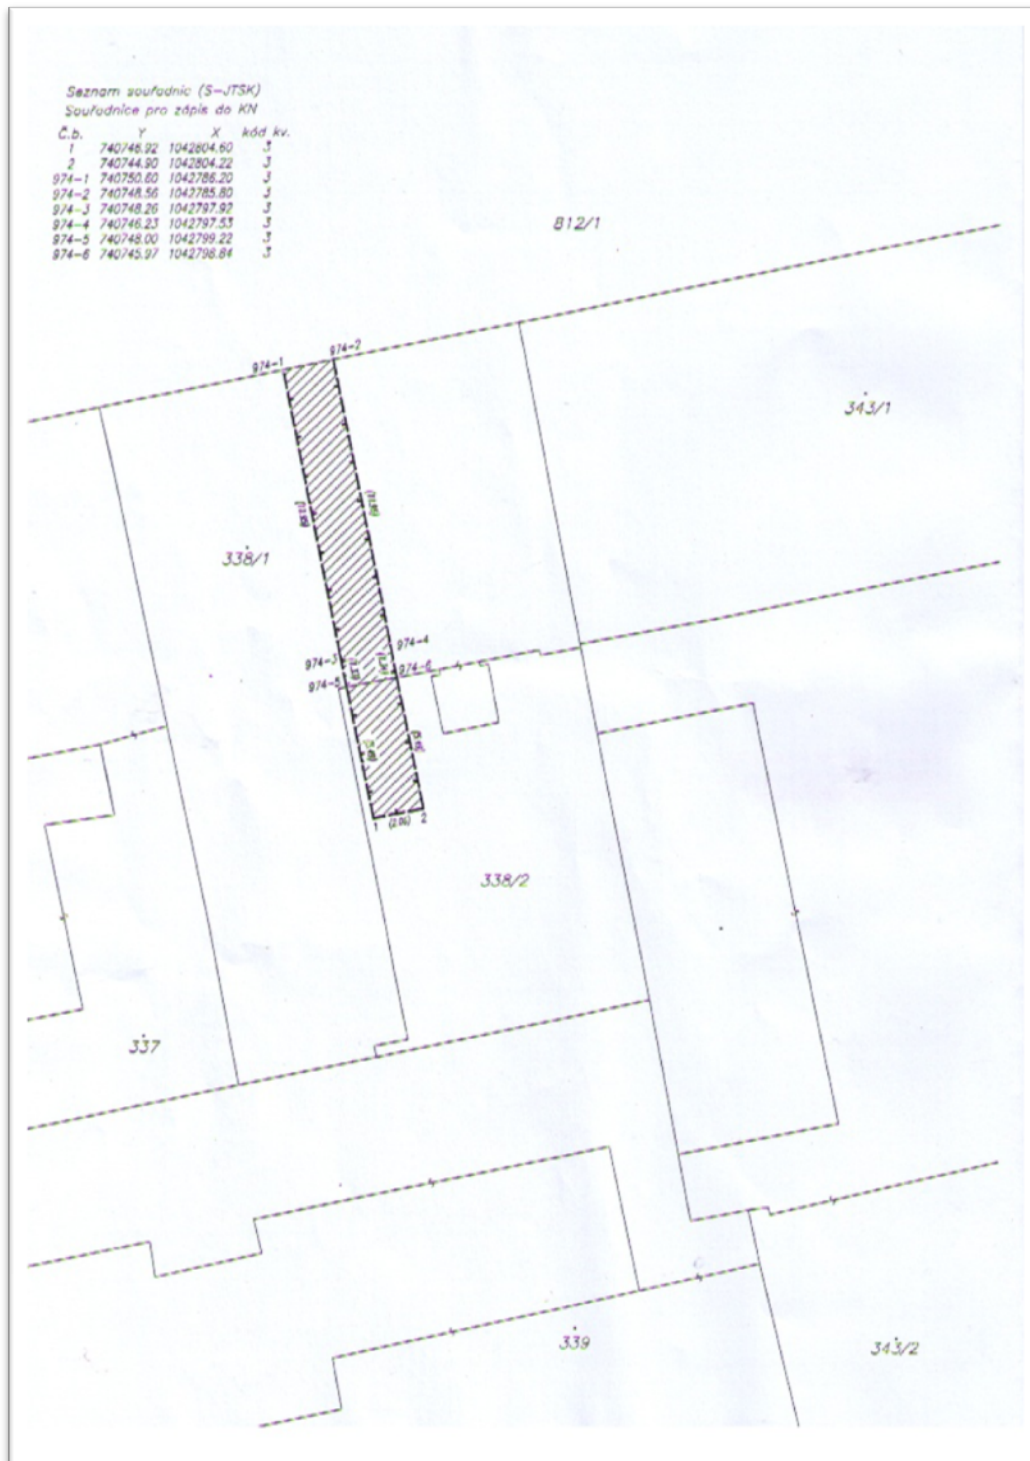 Seznam souřadnic (S-JTSK)
Souřadnice pro zápis do KN
Č.b. Y X kód kv.
1 740746.92 1042804.60 3
2 740744.90 1042804.22 3
974-1 740750.60 1042786.20 3
974-2 740748.56 1042785.80 3
974-3 740748.26 1042797.92 3
974-4 740746.23 1042797.53 3
974-5 740748.00 1042799.22 3
974-6 740745.97 1042798.84 3
812/1
974-2
974-1
343/1
338/1
974-4
974-3
974-6
974-5
1
(2.06)
2
338/2
337
339
343/2